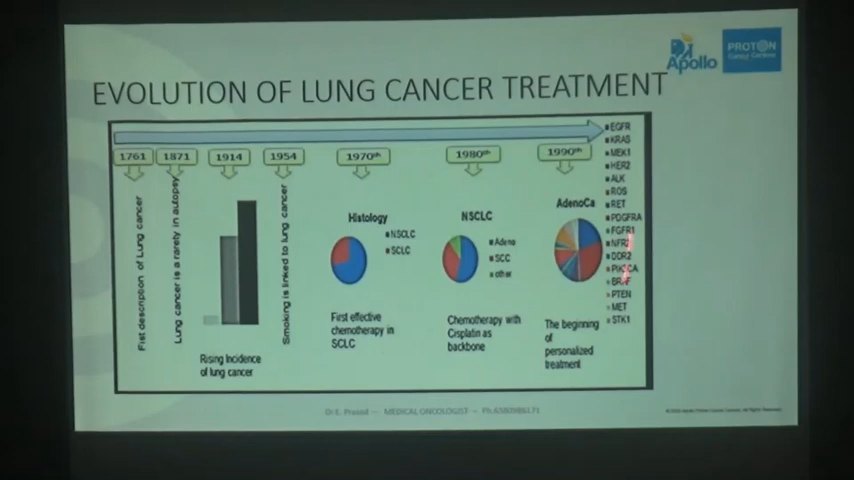 Apollo
PROTON
Cancer Centre
EVOLUTION OF LUNG CANCER TREATMENT
1761
1871
1914
1954
1970th
1980th
1990th
Fist description of Lung cancer
Lung cancer is a rarety in autopsy
Rising Incidence
of lung cancer
Smoking is linked to lung cancer
Histology
NSCLC
SCLC
First effective
chemotherapy in
SCLC
NSCLC
Adeno
SCC
other
Chemotherapy with
Cisplatin as
backbone
AdenoCa
The beginning
of
personalized
treatment
EGFR
KRAS
MEK1
HER2
ALK
ROS
RET
PDGFRA
FGFR1
NFR2
DDR2
PIK3CA
BRAF
PTEN
MET
STK1
Dr E. Prasad --- MEDICAL ONCOLOGIST -- Ph: